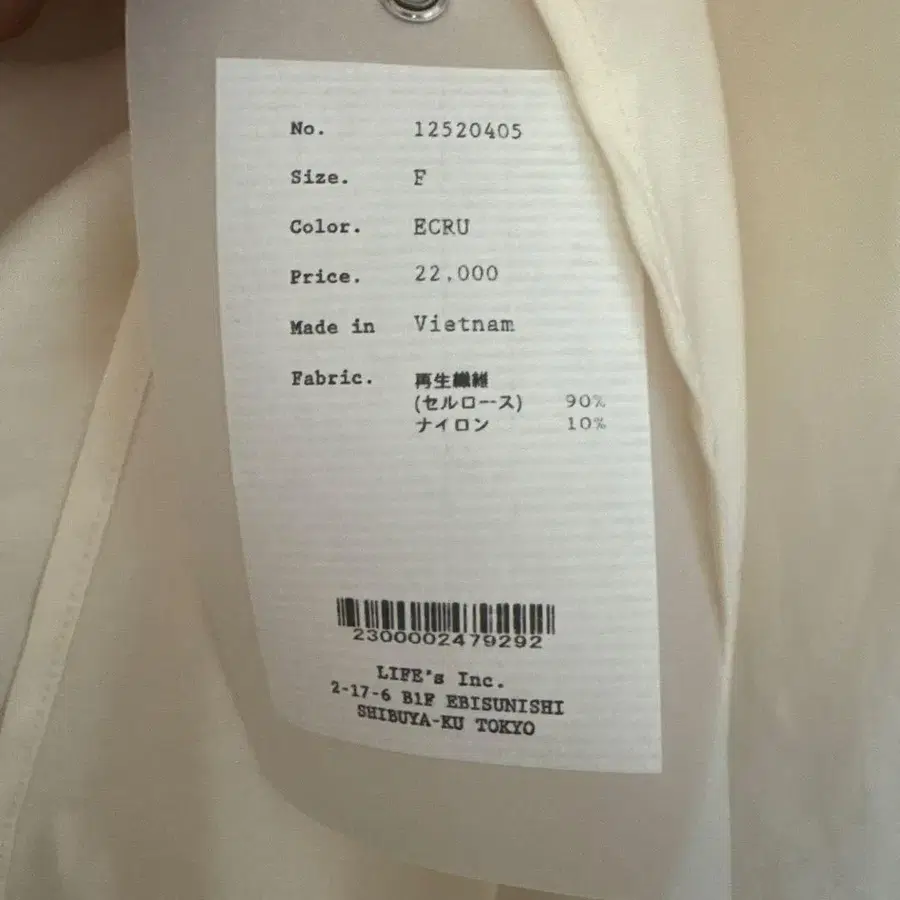 No. 12520405
Size. F
Color. ECRU
Price. 22,000
Made in Vietnam
Fabric. 再生繊維
(セルロース) 90%
ナイロン 10%
2300002479292
LIFE's Inc.
2-17-6 B1F EBISUNISHI
SHIBUYA-KU TOKYO